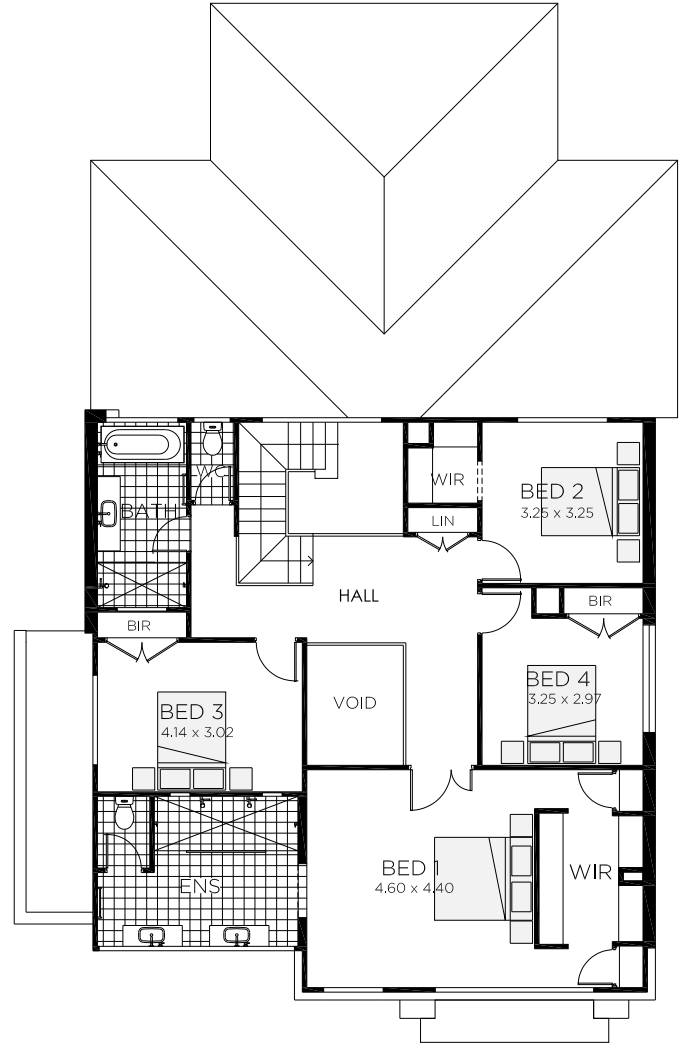 WC
WIR
BED 2
3.25 x 3.25
BATH
LIN
HALL
BIR
BIR
BED 4
3.25 x 2.97
VOID
BED 3
4.14 x 3.02
BED 1
4.60 x 4.40
WIR
ENS